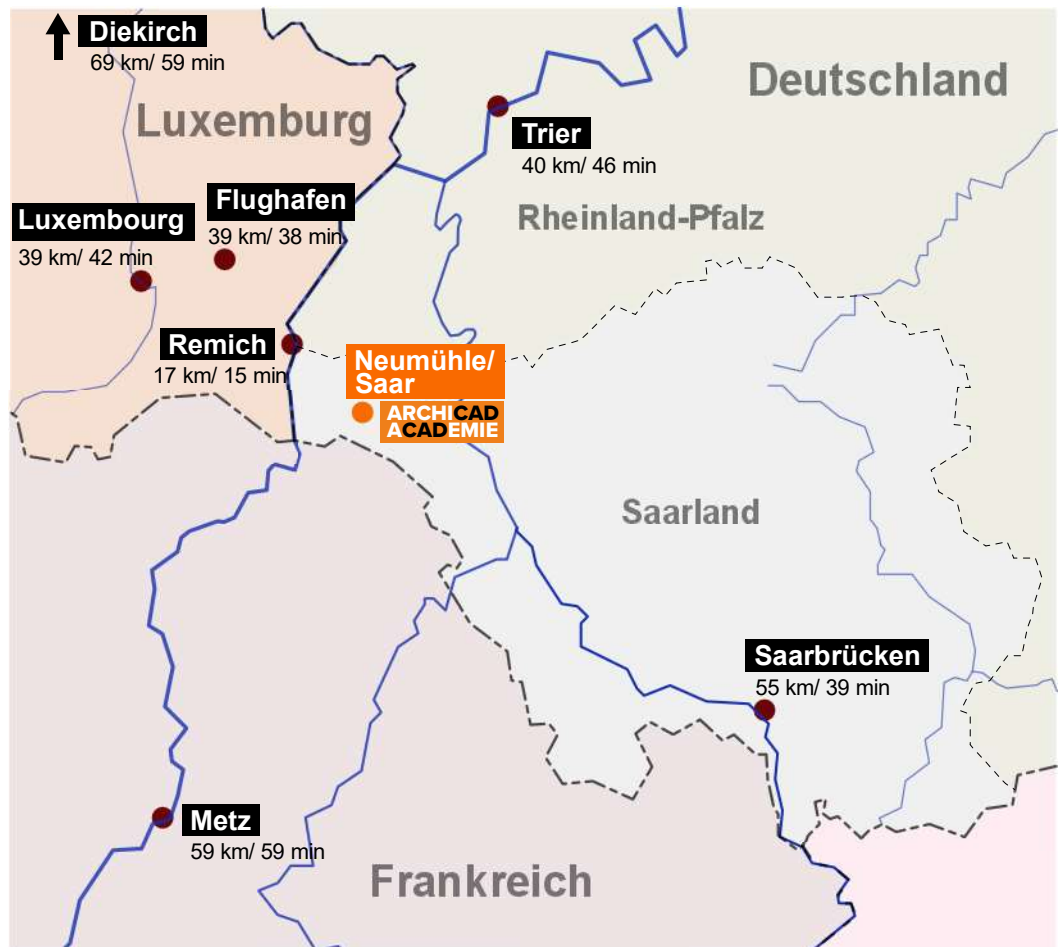 Diekirch
69 km/ 59 min
Deutschland
Luxemburg
Trier
40 km/ 46 min
Flughafen
39 km/ 38 min
Luxembourg
39 km/ 42 min
Rheinland-Pfalz
Remich
17 km/ 15 min
Neumühle/
Saar
ARCHICAD
ACADEMIE
Saarland
Saarbrücken
55 km/ 39 min
Metz
59 km/ 59 min
Frankreich